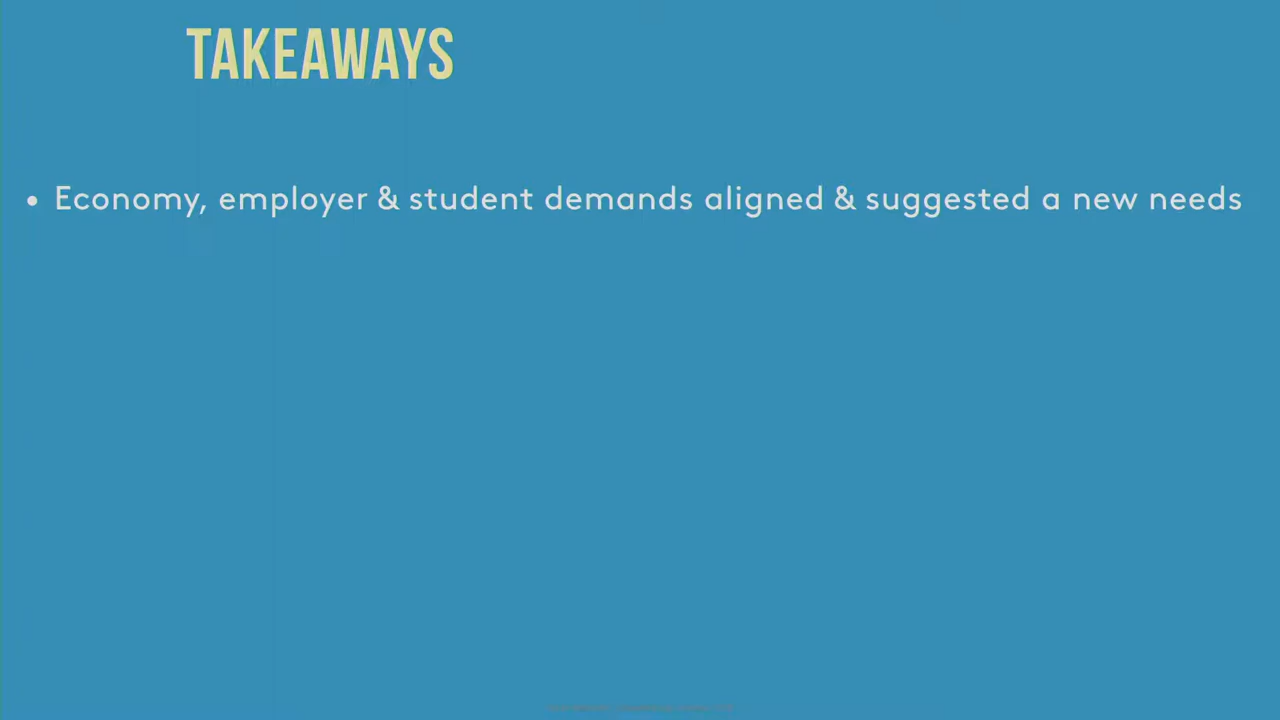 TAKEAWAYS
• Economy, employer & student demands aligned & suggested a new needs